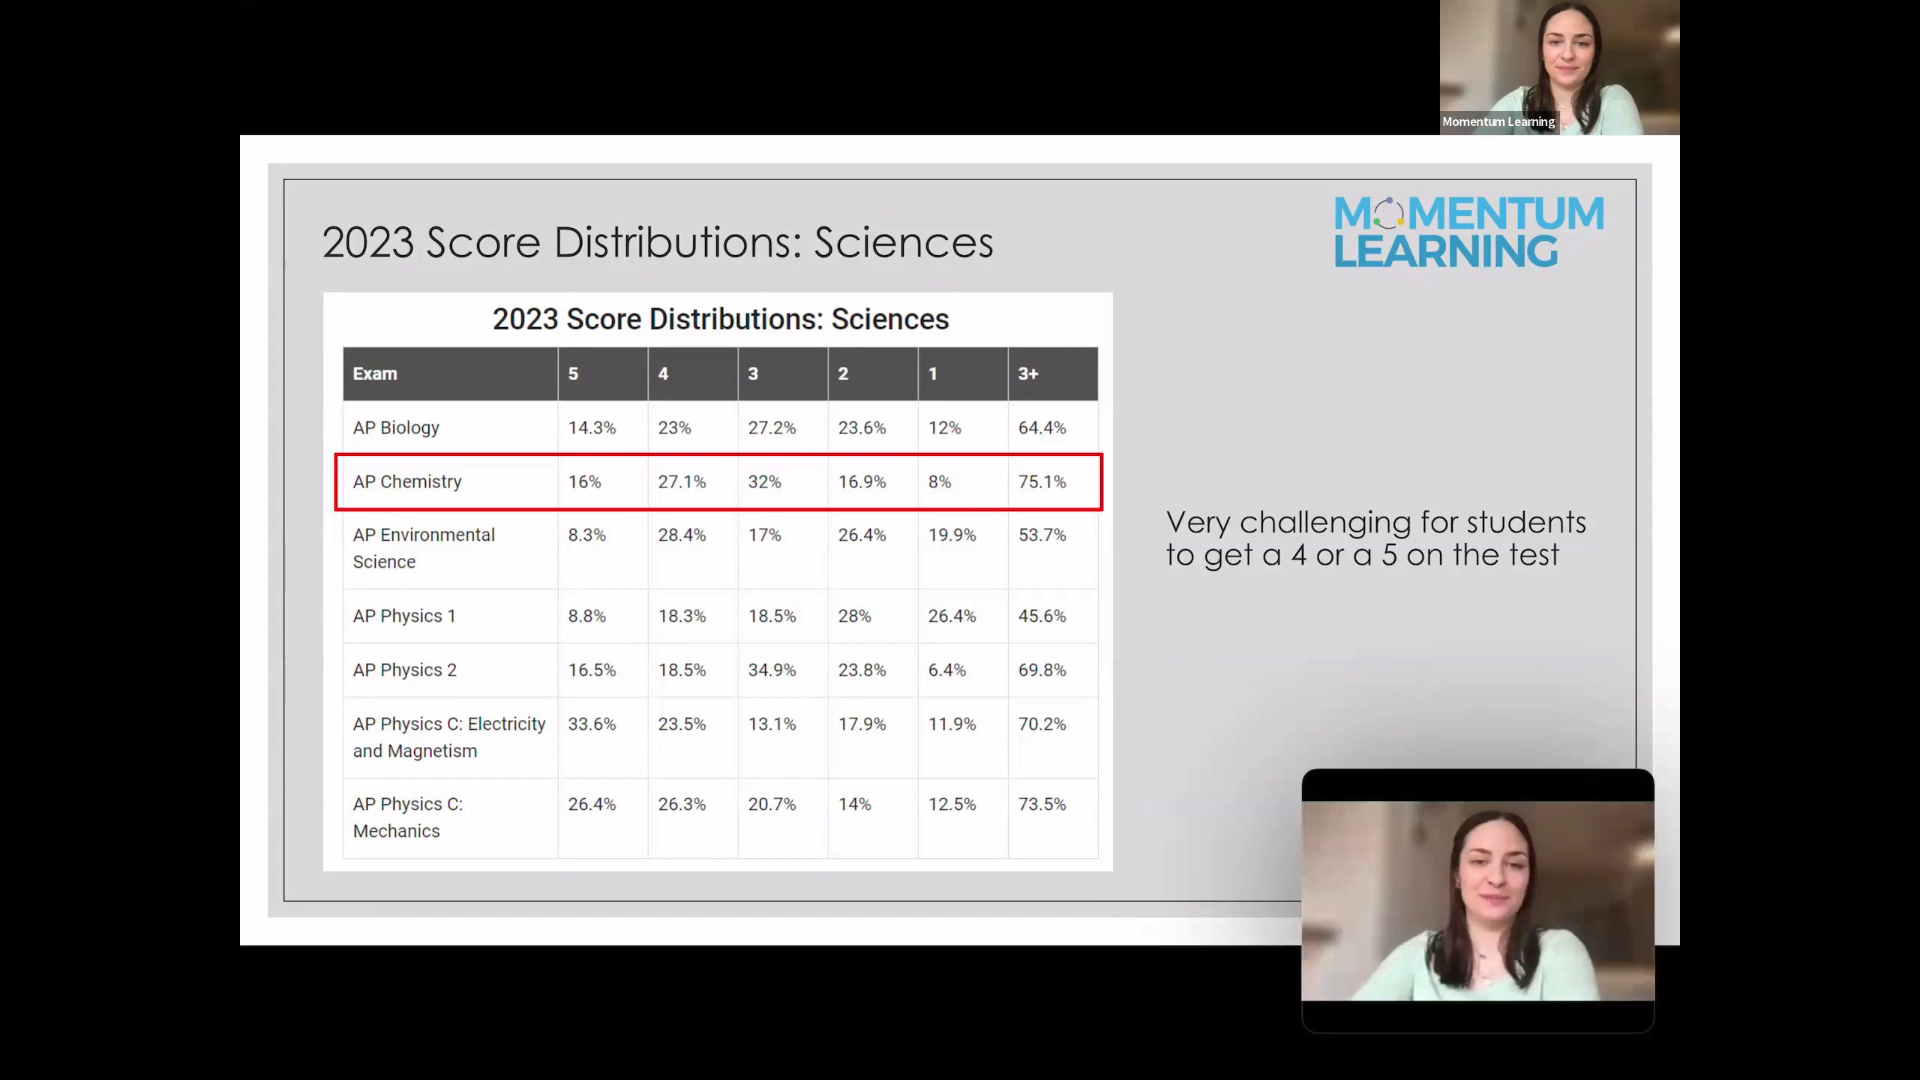 Momentum Learning
2023 Score Distributions: Sciences
MOMENTUM
LEARNING
2023 Score Distributions: Sciences
Exam 5 4 3 2 1 3+
AP Biology 14.3% 23% 27.2% 23.6% 12% 64.4%
AP Chemistry 16% 27.1% 32% 16.9% 8% 75.1%
AP Environmental 8.3% 28.4% 17% 26.4% 19.9% 53.7%
Science
AP Physics 1 8.8% 18.3% 18.5% 28% 26.4% 45.6%
AP Physics 2 16.5% 18.5% 34.9% 23.8% 6.4% 69.8%
AP Physics C: Electricity 33.6% 23.5% 13.1% 17.9% 11.9% 70.2%
and Magnetism
AP Physics C: 26.4% 26.3% 20.7% 14% 12.5% 73.5%
Mechanics
Very challenging for students
to get a 4 or a 5 on the test